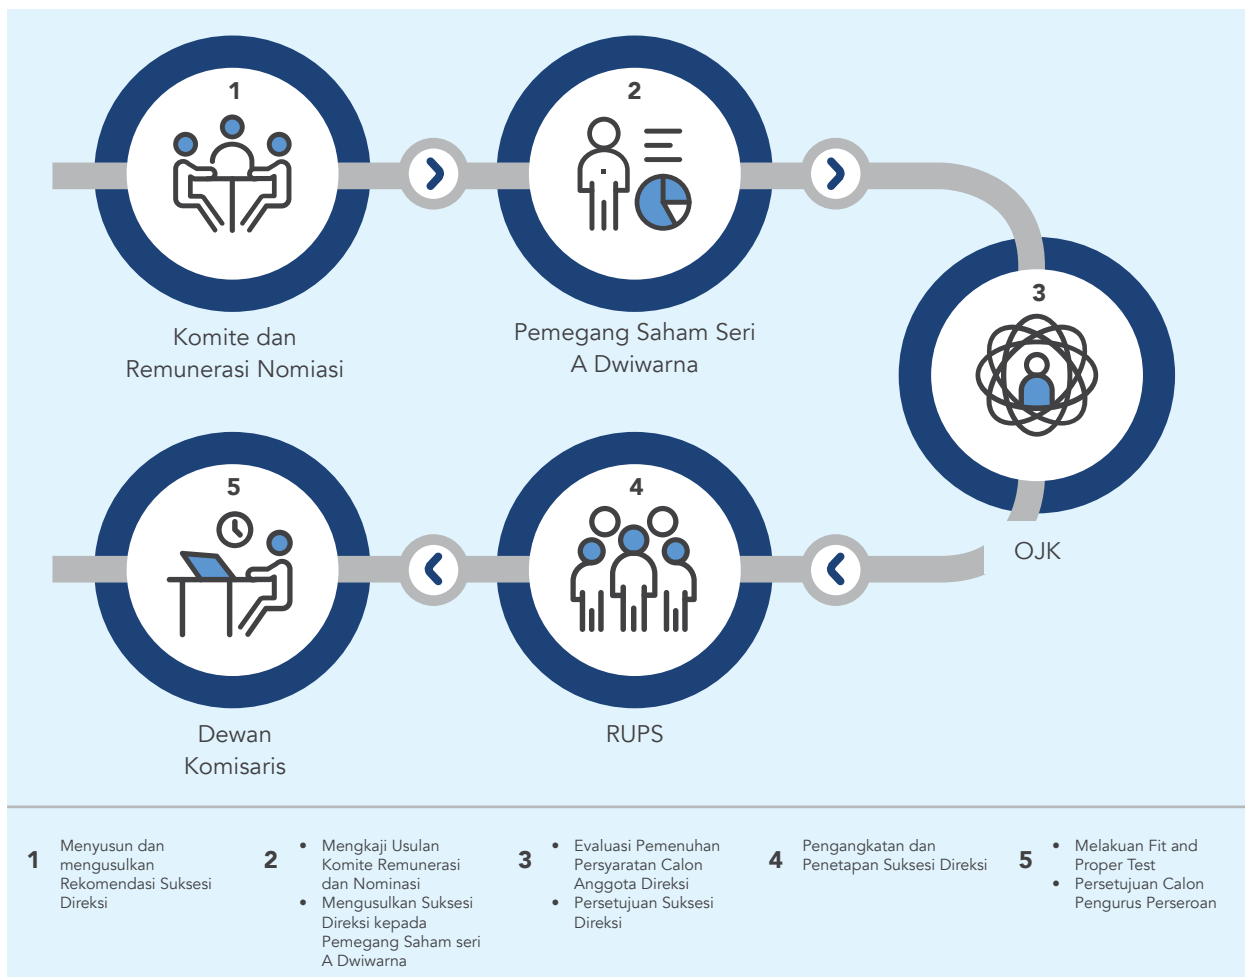 1
Komite dan
Remunerasi Nomiasi
2
Pemegang Saham Seri
A Dwiwarna
3
OJK
4
RUPS
5
Dewan
Komisaris
1
Menyusun dan
mengusulkan
Rekomendasi Suksesi
Direksi
2
• Mengkaji Usulan
Komite Remunerasi
dan Nominasi
• Mengusulkan Suksesi
Direksi kepada
Pemegang Saham seri
A Dwiwarna
3
• Evaluasi Pemenuhan
Persyaratan Calon
Anggota Direksi
• Persetujuan Suksesi
Direksi
4
Pengangkatan dan
Penetapan Suksesi Direksi
5
• Melakuan Fit and
Proper Test
• Persetujuan Calon
Pengurus Perseroan